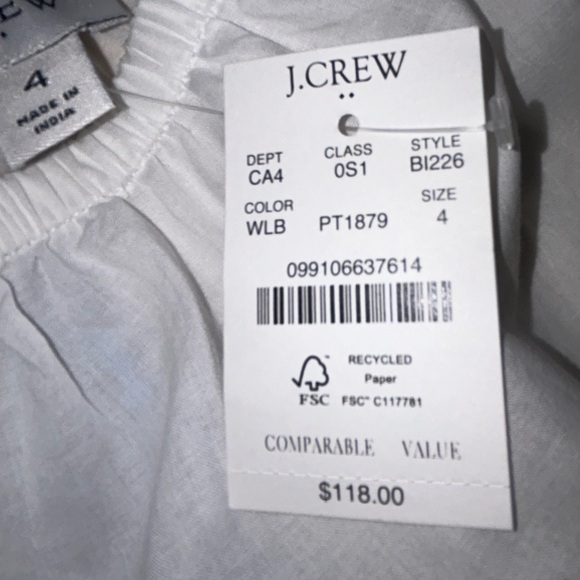 .EW
4
MADE IN
INDIA
J.CREW
DEPT CLASS STYLE
CA4 0S1 BI226
COLOR SIZE
WLB PT1879 4
099106637614
RECYCLED
Paper
FSC FSC™ C117781
COMPARABLE VALUE
$118.00